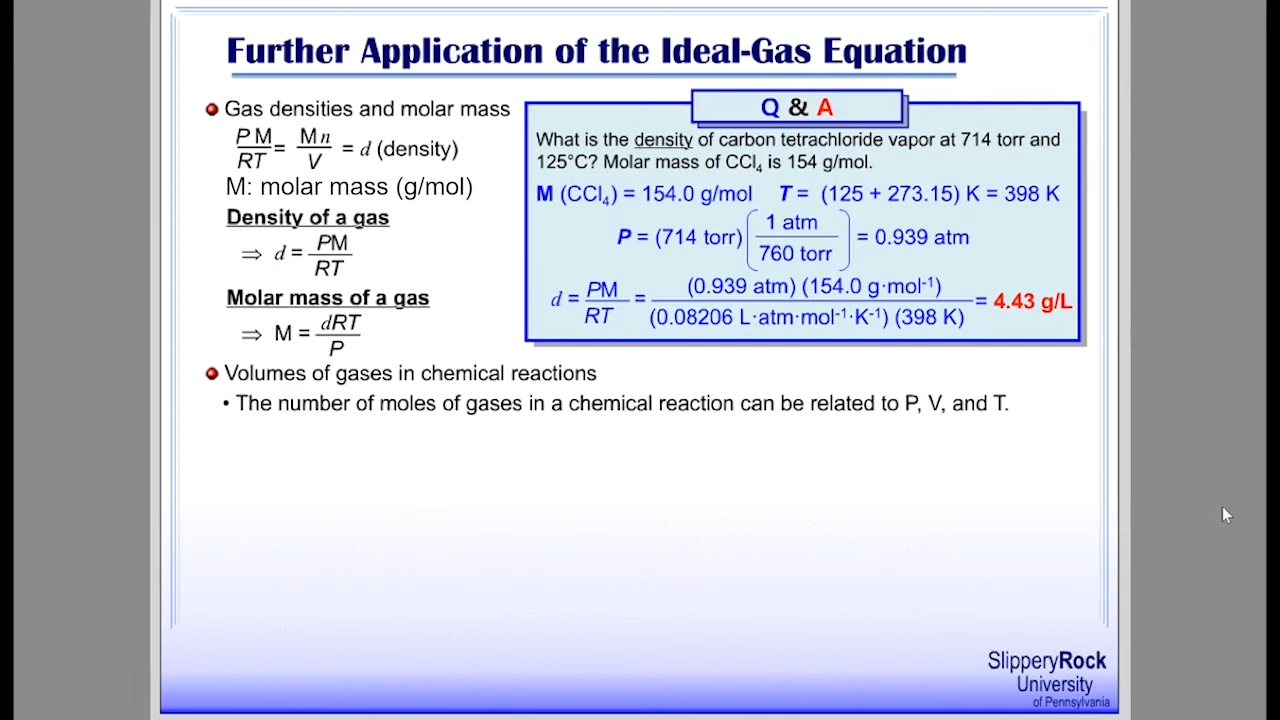 Further Application of the Ideal-Gas Equation
Gas densities and molar mass
PM/RT = Mn/V = d (density)
M: molar mass (g/mol)
Density of a gas
⇒ d = PM/RT
Molar mass of a gas
⇒ M = dRT/P
Q & A
What is the density of carbon tetrachloride vapor at 714 torr and
125°C? Molar mass of CCl₄ is 154 g/mol.
M (CCl₄) = 154.0 g/mol T = (125 + 273.15) K = 398 K
P = (714 torr) (1 atm / 760 torr) = 0.939 atm
d = PM/RT = (0.939 atm) (154.0 g·mol⁻¹) / (0.08206 L·atm·mol⁻¹·K⁻¹) (398 K) = 4.43 g/L
Volumes of gases in chemical reactions
• The number of moles of gases in a chemical reaction can be related to P, V, and T.
SlipperyRock
University
of Pennsylvania